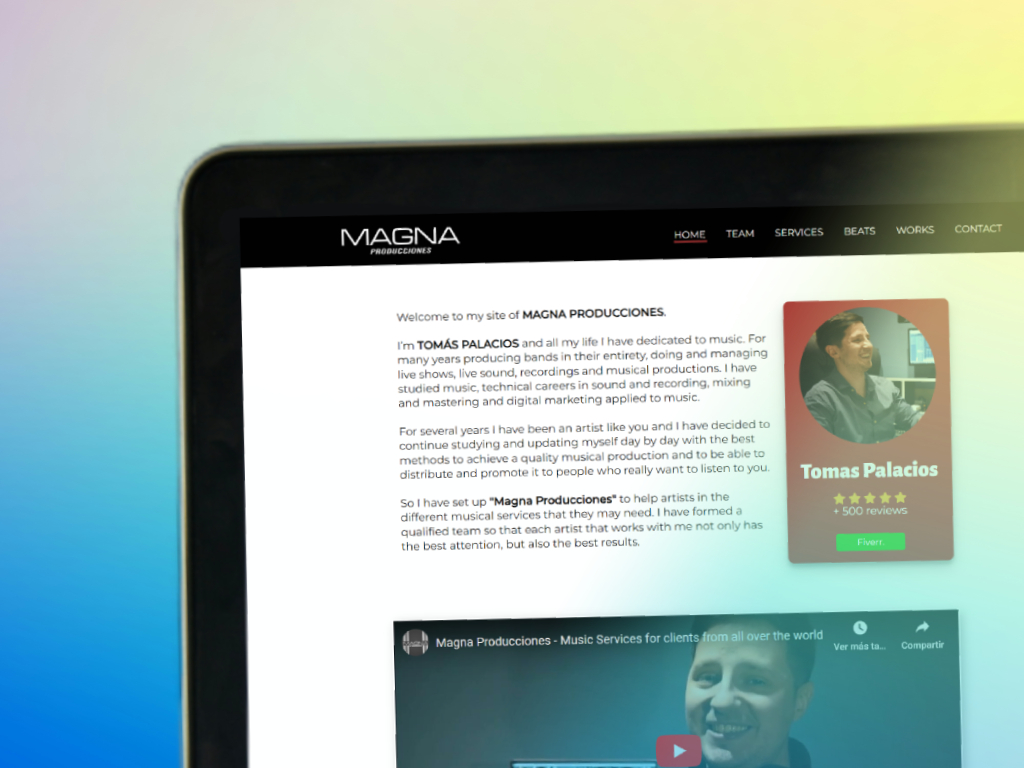 MAGNA
PRODUCCIONES
HOME TEAM SERVICES BEATS WORKS CONTACT
Welcome to my site of MAGNA PRODUCCIONES.
I'm TOMÁS PALACIOS and all my life I have dedicated to music. For
many years producing bands in their entirety, doing and managing
live shows, live sound, recordings and musical productions. I have
studied music, technical careers in sound and recording, mixing
and mastering and digital marketing applied to music.
For several years I have been an artist like you and I have decided to
continue studying and updating myself day by day with the best
methods to achieve a quality musical production and to be able to
distribute and promote it to people who really want to listen to you.
So I have set up "Magna Producciones" to help artists in the
different musical services that they may need. I have formed a
qualified team so that each artist that works with me not only has
the best attention, but also the best results.
Tomas Palacios
+ 500 reviews
Fiverr.
Magna Producciones - Music Services for clients from all over the world
Ver más ta...
Compartir